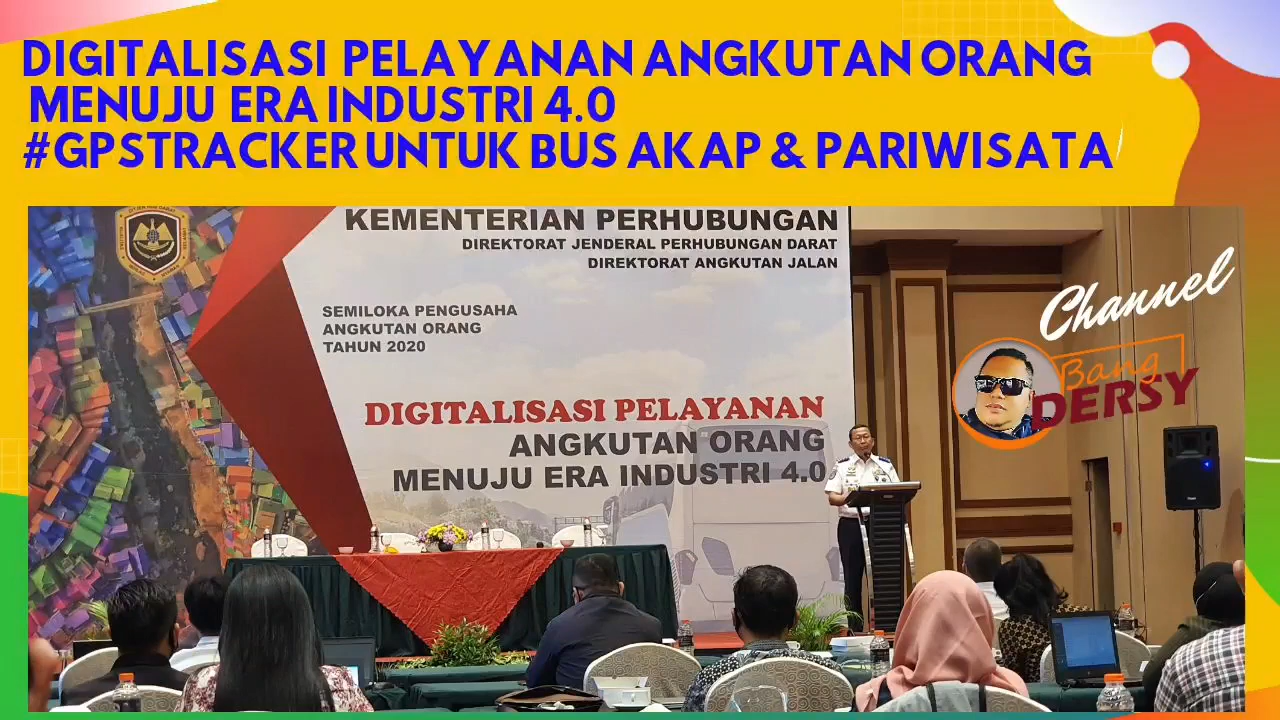 DIGITALISASI PELAYANAN ANGKUTAN ORANG
MENUJU ERA INDUSTRI 4.0
#GPSTRACKER UNTUK BUS AKAP & PARIWISATA
KEMENTERIAN PERHUBUNGAN
DIREKTORAT JENDERAL PERHUBUNGAN DARAT
DIREKTORAT ANGKUTAN JALAN
SEMILOKA PENGUSAHA
ANGKUTAN ORANG
TAHUN 2020
DIGITALISASI PELAYANAN
ANGKUTAN ORANG
MENUJU ERA INDUSTRI 4.0
Channel
Bang
DERSY